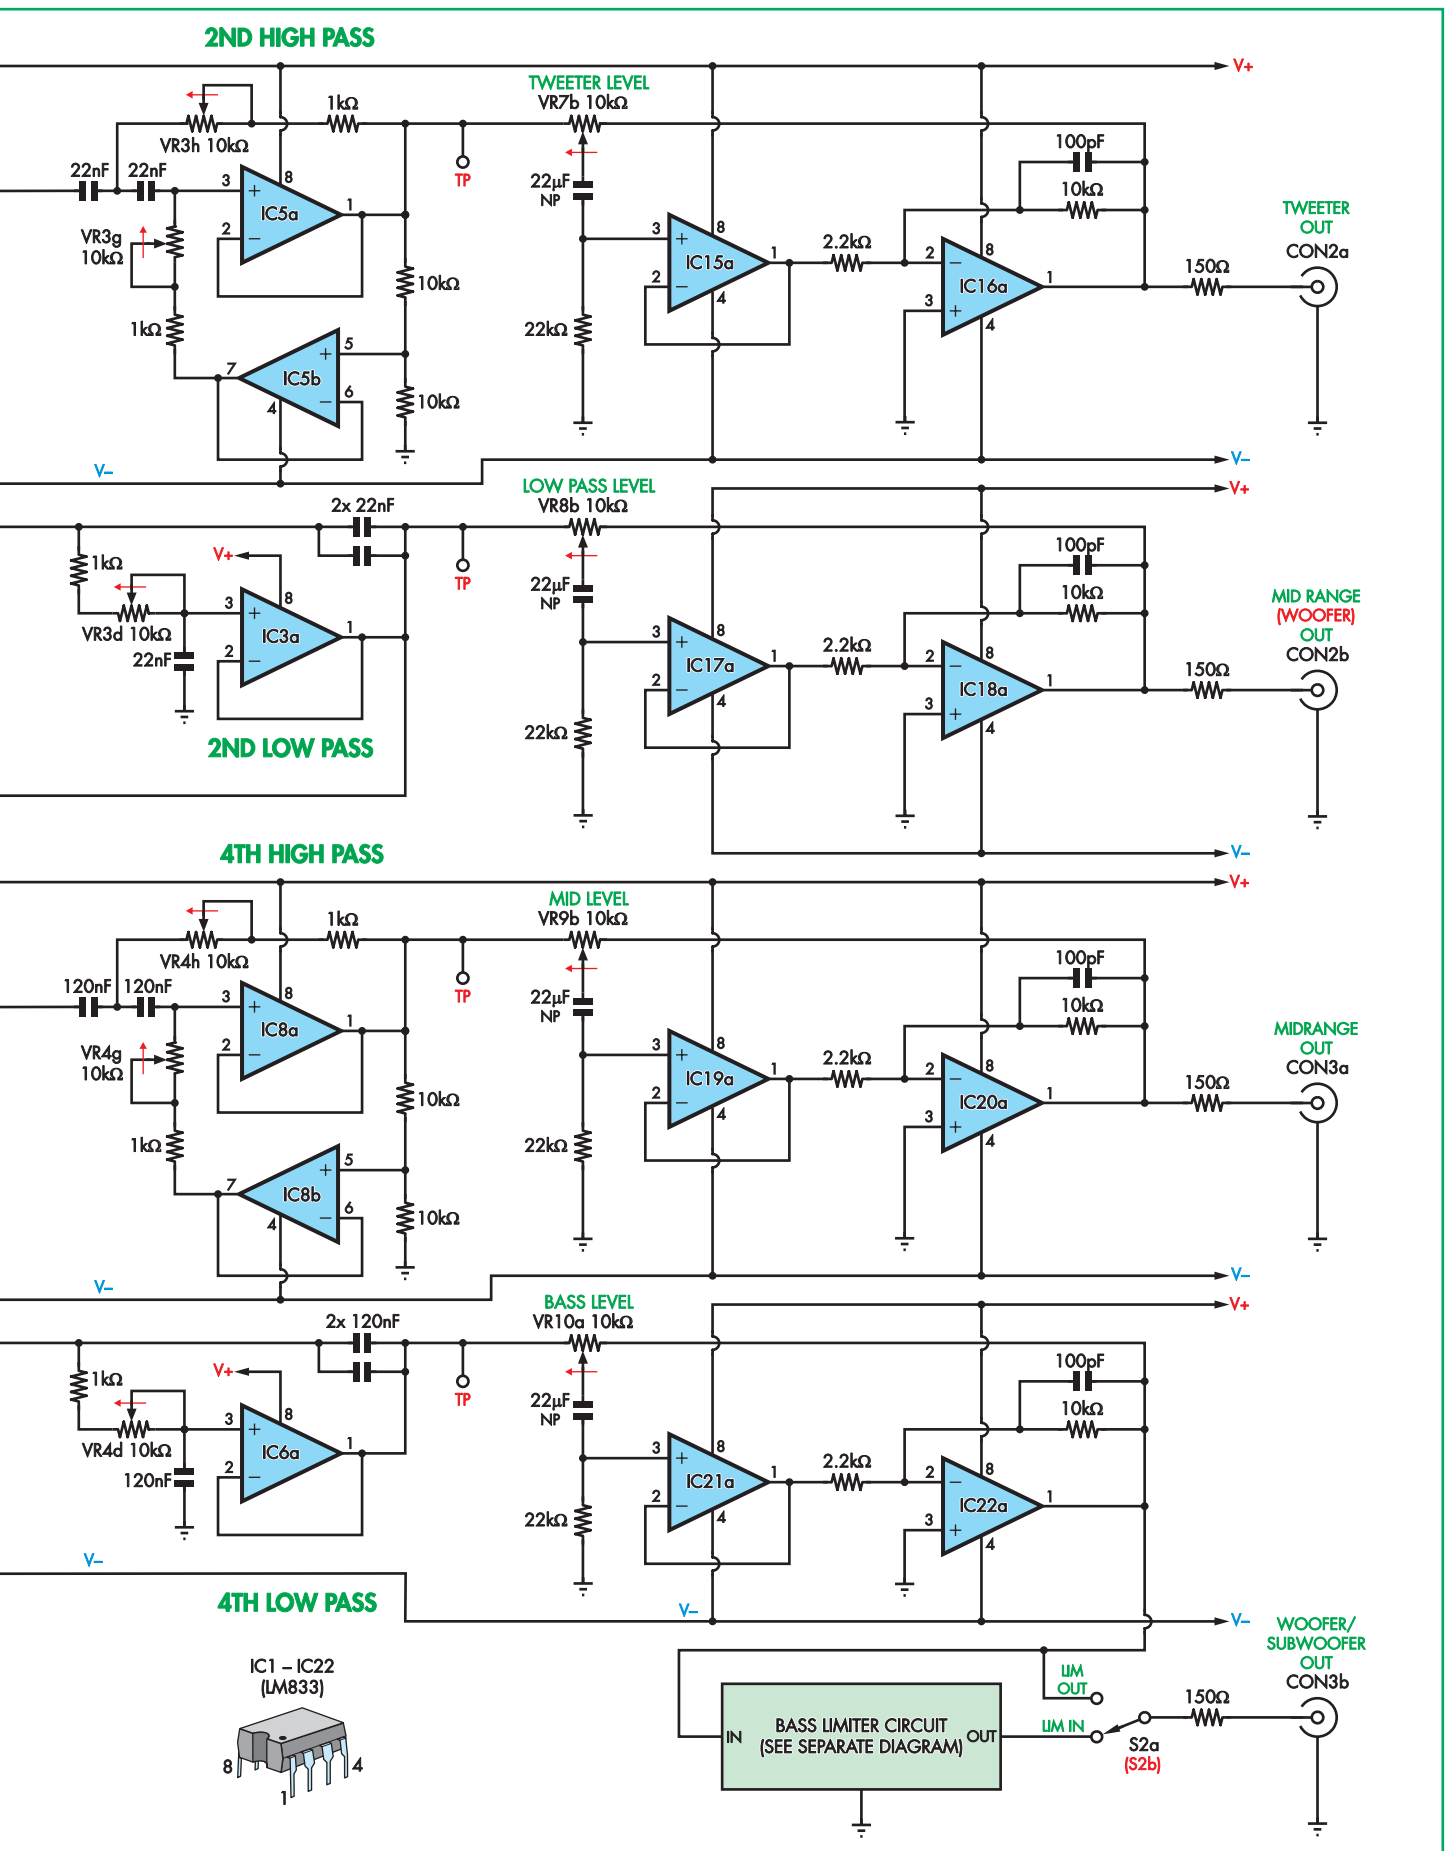 2ND HIGH PASS
V+
TWEETER LEVEL
VR7b 10kΩ
1kΩ
VR3h 10kΩ
100pF
22nF 22nF
3
+
8
IC5a
1
2
−
TP
22µF
NP
10kΩ
TWEETER
OUT
CON2a
VR3g
10kΩ
3
+
8
IC15a
1
2
−
4
2.2kΩ
2
−
8
IC16a
1
3
+
4
150Ω
10kΩ
1kΩ
22kΩ
5
+
7
IC5b
6
−
4
10kΩ
V−
V−
LOW PASS LEVEL
VR8b 10kΩ
V+
2x 22nF
V+
1kΩ
TP
100pF
22µF
NP
10kΩ
MID RANGE
(WOOFER)
OUT
CON2b
VR3d 10kΩ
3
+
8
IC3a
1
2
−
22nF
3
+
8
IC17a
1
2
−
4
2.2kΩ
2
−
8
IC18a
1
3
+
4
150Ω
22kΩ
2ND LOW PASS
4TH HIGH PASS
V−
V+
MID LEVEL
VR9b 10kΩ
1kΩ
VR4h 10kΩ
100pF
120nF 120nF
3
+
8
IC8a
1
2
−
TP
22µF
NP
10kΩ
MIDRANGE
OUT
CON3a
VR4g
10kΩ
3
+
8
IC19a
1
2
−
4
2.2kΩ
2
−
8
IC20a
1
3
+
4
150Ω
10kΩ
1kΩ
22kΩ
5
+
7
IC8b
6
−
4
10kΩ
V−
V−
BASS LEVEL
VR10a 10kΩ
V+
2x 120nF
V+
1kΩ
TP
100pF
22µF
NP
10kΩ
VR4d 10kΩ
3
+
8
IC6a
1
2
−
120nF
3
+
8
IC21a
1
2
−
4
2.2kΩ
2
−
8
IC22a
1
3
+
4
22kΩ
V−
4TH LOW PASS
V−
V−
WOOFER/
SUBWOOFER
OUT
CON3b
IC1 – IC22
(LM833)
8
4
1
LIM
OUT
150Ω
IN
BASS LIMITER CIRCUIT
(SEE SEPARATE DIAGRAM)
OUT
LIM IN
S2a
(S2b)